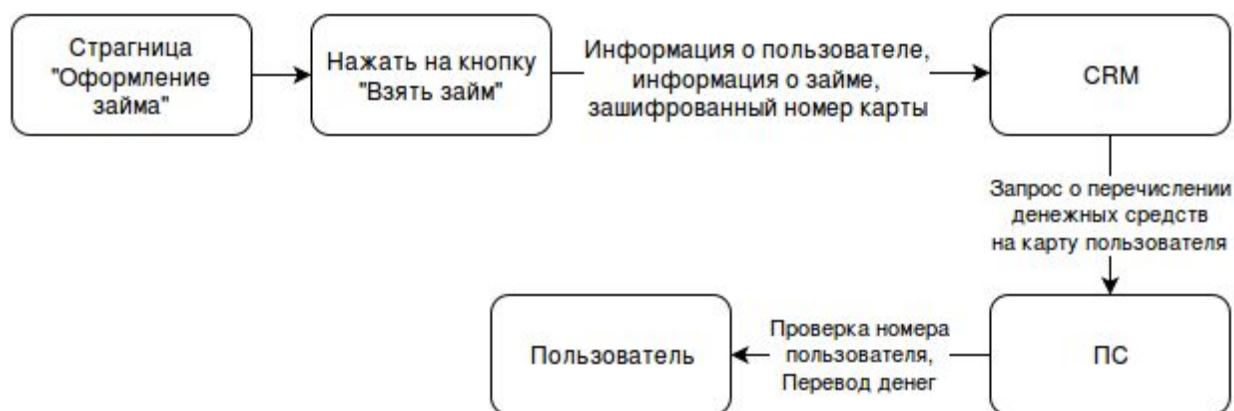 Страгница
"Оформление
займа"
Нажать на кнопку
"Взять займ"
Информация о пользователе,
информация о займе,
зашифрованный номер карты
CRM
Запрос о перечислении
денежных средств
на карту пользователя
ПС
Проверка номера
пользователя,
Перевод денег
Пользователь